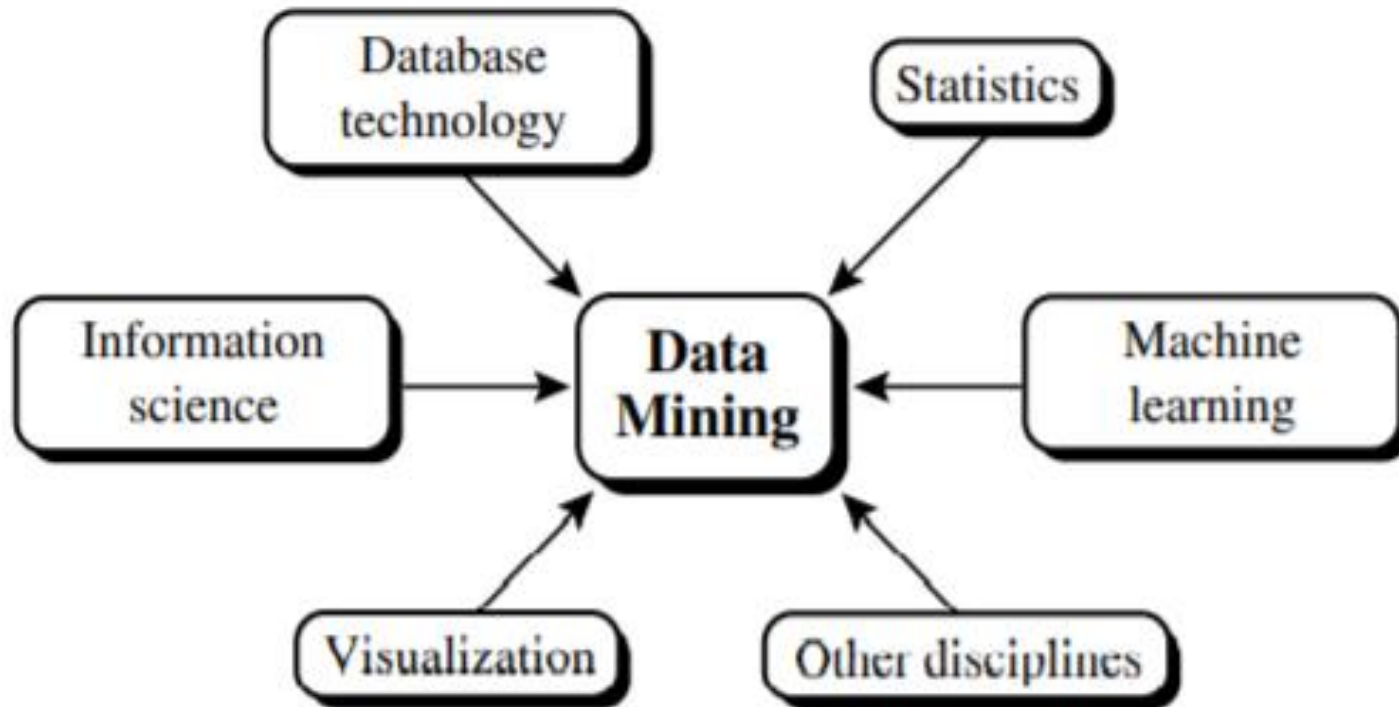 Database
technology
Statistics
Information
science
Data
Mining
Machine
learning
Visualization
Other disciplines